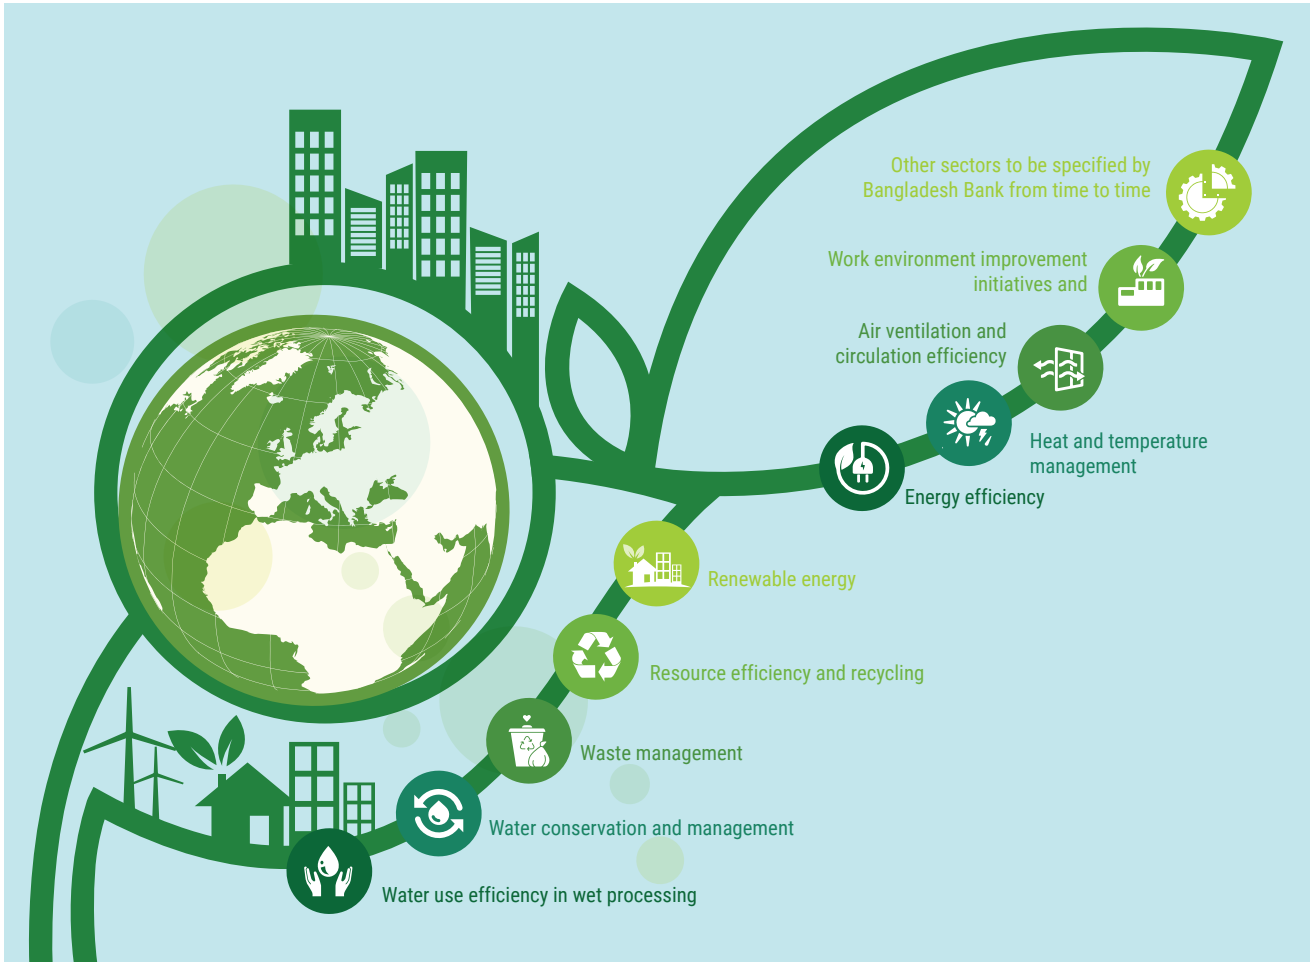 Other sectors to be specified by
Bangladesh Bank from time to time
Work environment improvement
initiatives and
Air ventilation and
circulation efficiency
Heat and temperature
management
Energy efficiency
Renewable energy
Resource efficiency and recycling
Waste management
Water conservation and management
Water use efficiency in wet processing